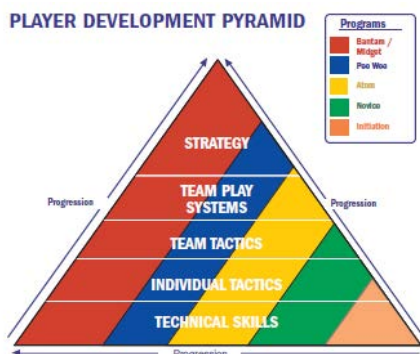 PLAYER DEVELOPMENT PYRAMID
Programs
Bantam /
Midget
Pee Wee
Atom
Novice
Initiation
STRATEGY
TEAM PLAY
SYSTEMS
TEAM TACTICS
INDIVIDUAL TACTICS
TECHNICAL SKILLS
Progression
Progression
Progression